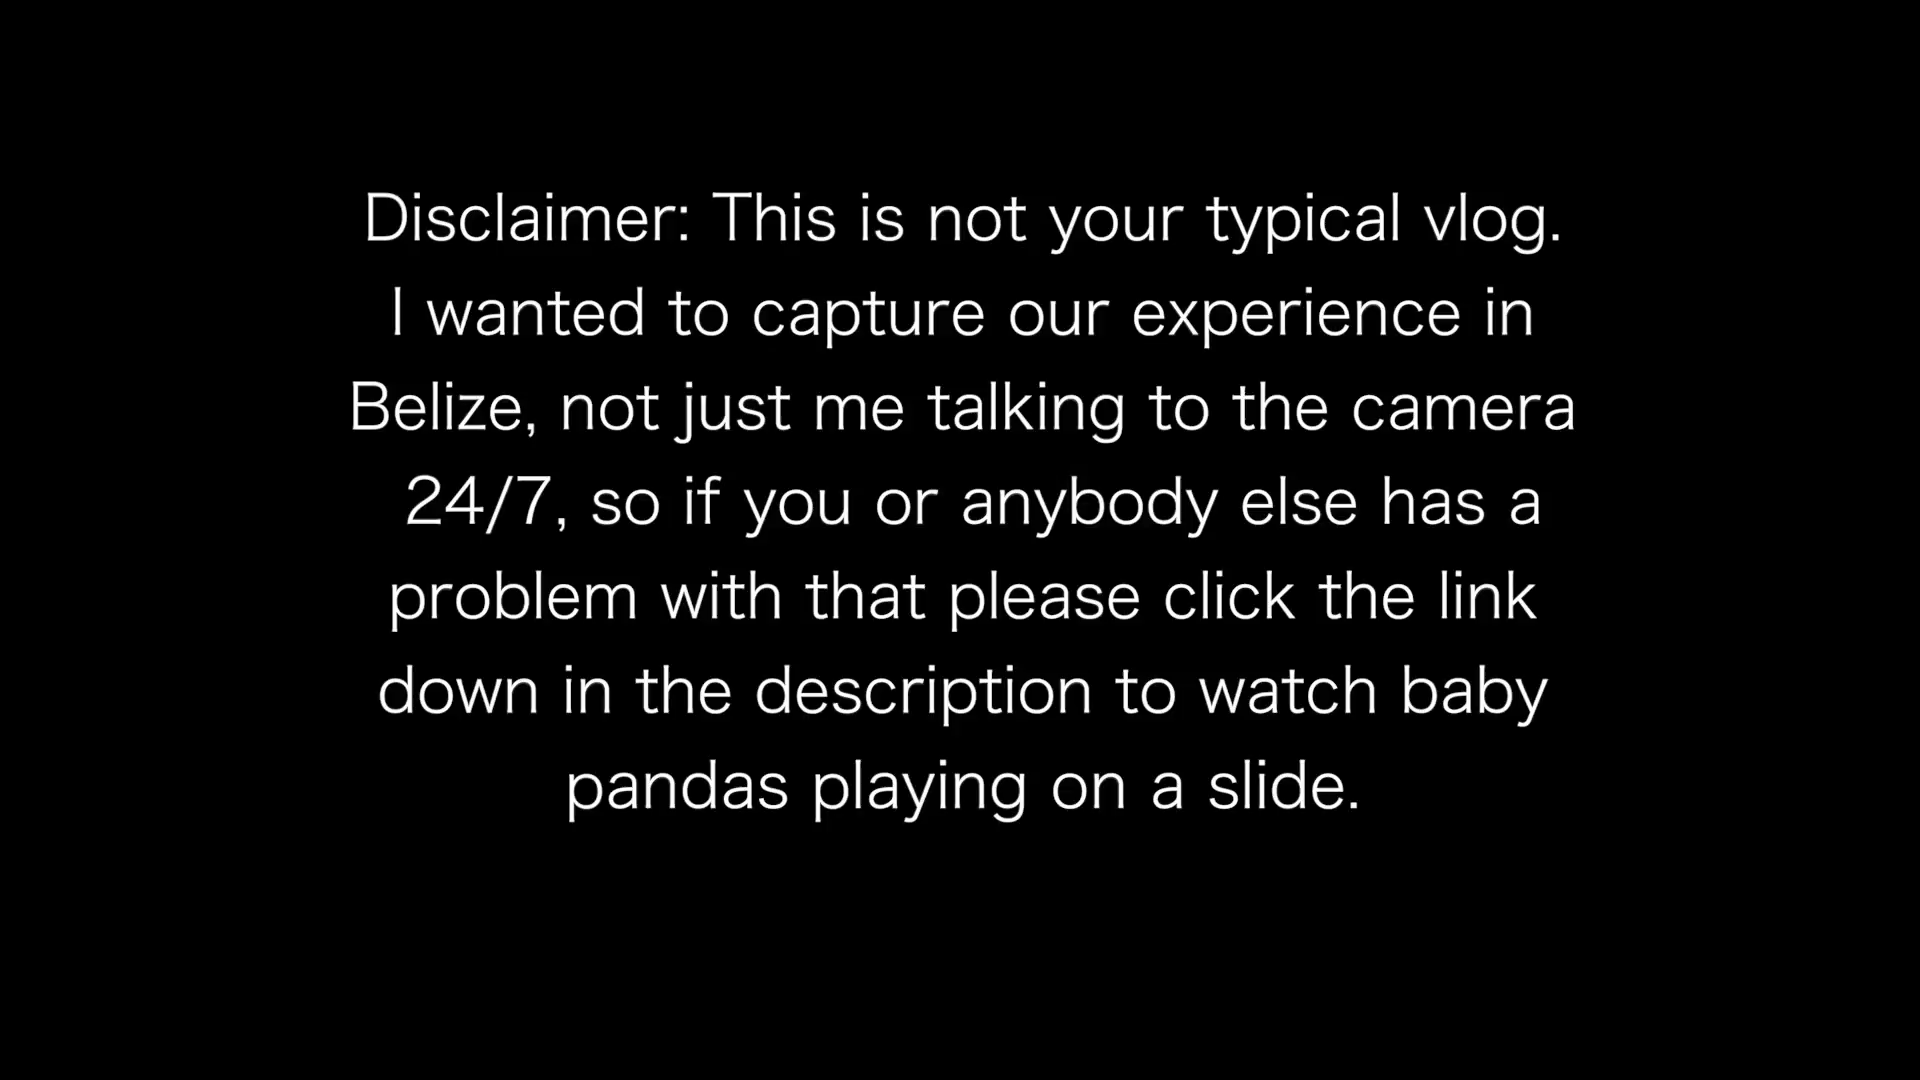 Disclaimer: This is not your typical vlog.
I wanted to capture our experience in
Belize, not just me talking to the camera
24/7, so if you or anybody else has a
problem with that please click the link
down in the description to watch baby
pandas playing on a slide.